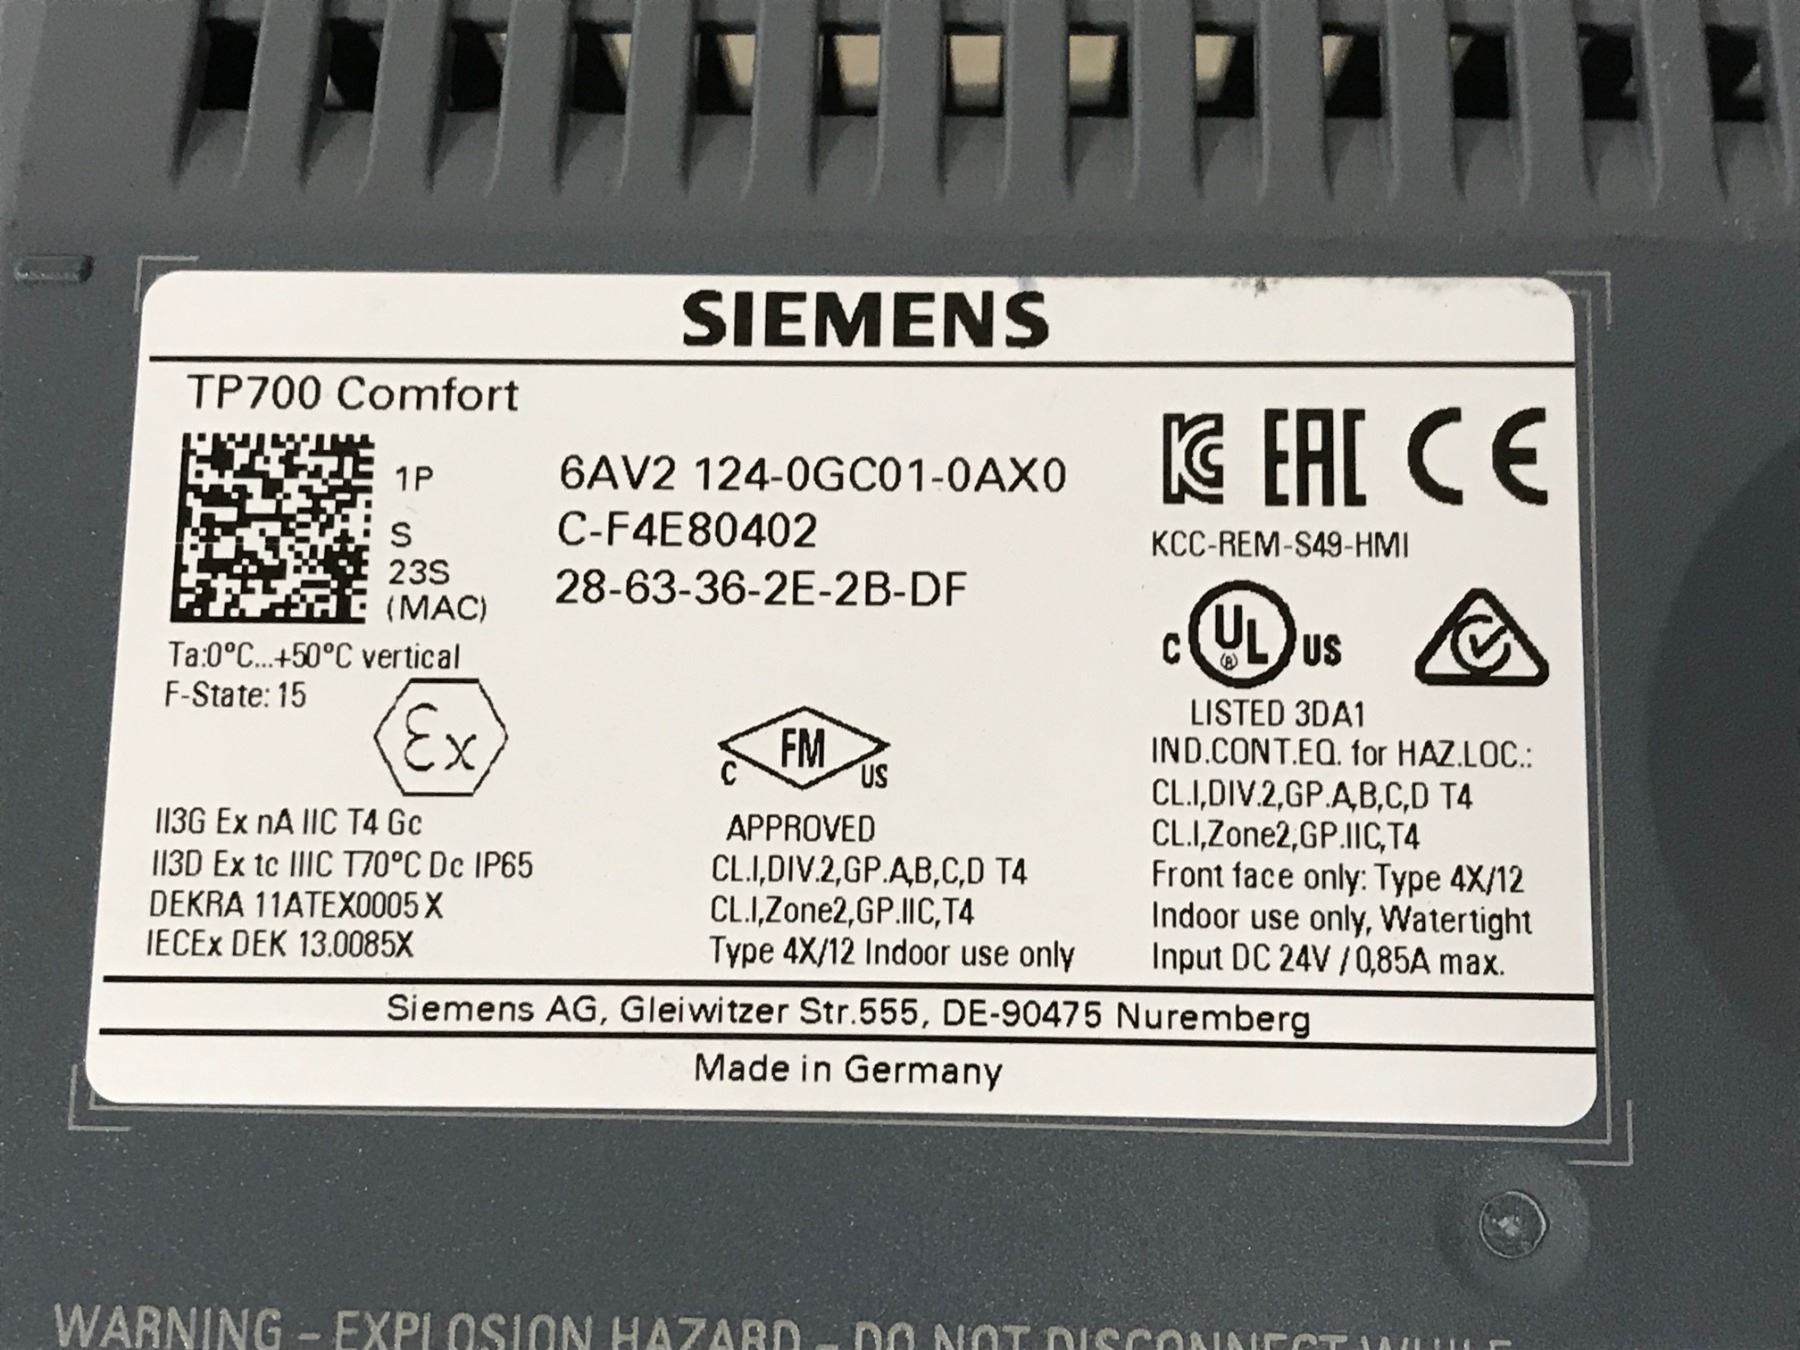 SIEMENS
TP700 Comfort
1P 6AV2 124-0GC01-0AX0
S C-F4E80402
23S
(MAC) 28-63-36-2E-2B-DF
Ta:0°C...+50°C vertical
F-State: 15
Ex
II3G Ex nA IIC T4 Gc
II3D Ex tc IIIC T70°C Dc IP65
DEKRA 11ATEX0005 X
IECEx DEK 13.0085X
FM
C US
APPROVED
CL.I,DIV.2,GP.A,B,C,D T4
CL.I,Zone2,GP.IIC,T4
Type 4X/12 Indoor use only
KC EAC CE
KCC-REM-S49-HMI
C UL US
®
LISTED 3DA1
IND.CONT.EQ. for HAZ.LOC.:
CL.I,DIV.2,GP.A,B,C,D T4
CL.I,Zone2,GP.IIC,T4
Front face only: Type 4X/12
Indoor use only, Watertight
Input DC 24V / 0,85A max.
Siemens AG, Gleiwitzer Str.555, DE-90475 Nuremberg
Made in Germany
WARNING – EXPLOSION HAZARD – DO NOT DISCONNECT WHILE